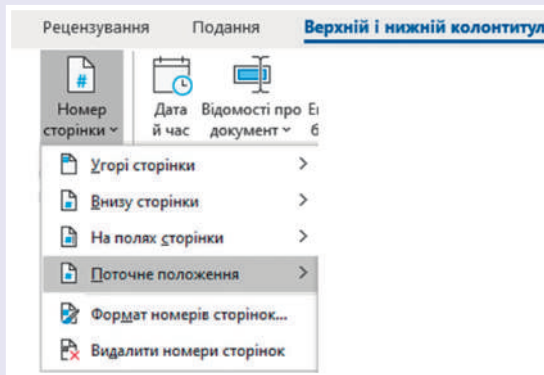 Рецензування Подання Верхній і нижній колонтитул
Номер сторінки
Дата й час
Відомості про документ
Угорі сторінки
Внизу сторінки
На полях сторінки
Поточне положення
Формат номерів сторінок...
Видалити номери сторінок